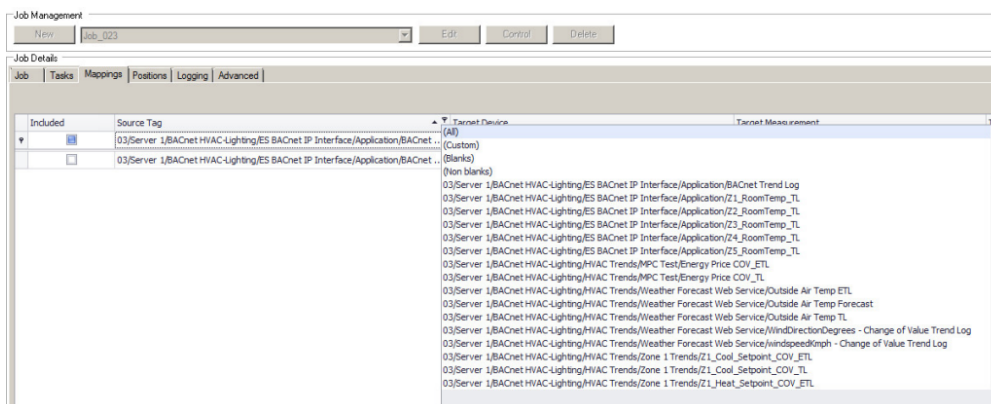 Job Management
New Job_023 Edit Control Delete
Job Details
Job Tasks Mappings Positions Logging Advanced
Included Source Tag Target Device Target Measurement
03/Server 1/BACnet HVAC-Lighting/ES BACnet IP Interface/Application/BACnet ..
03/Server 1/BACnet HVAC-Lighting/ES BACnet IP Interface/Application/BACnet ..
(All)
(Custom)
(Blanks)
(Non blanks)
03/Server 1/BACnet HVAC-Lighting/ES BACnet IP Interface/Application/BACnet Trend Log
03/Server 1/BACnet HVAC-Lighting/ES BACnet IP Interface/Application/Z1_RoomTemp_TL
03/Server 1/BACnet HVAC-Lighting/ES BACnet IP Interface/Application/Z2_RoomTemp_TL
03/Server 1/BACnet HVAC-Lighting/ES BACnet IP Interface/Application/Z3_RoomTemp_TL
03/Server 1/BACnet HVAC-Lighting/ES BACnet IP Interface/Application/Z4_RoomTemp_TL
03/Server 1/BACnet HVAC-Lighting/ES BACnet IP Interface/Application/Z5_RoomTemp_TL
03/Server 1/BACnet HVAC-Lighting/HVAC Trends/MPC Test/Energy Price COV_ETL
03/Server 1/BACnet HVAC-Lighting/HVAC Trends/MPC Test/Energy Price COV_TL
03/Server 1/BACnet HVAC-Lighting/HVAC Trends/Weather Forecast Web Service/Outside Air Temp ETL
03/Server 1/BACnet HVAC-Lighting/HVAC Trends/Weather Forecast Web Service/Outside Air Temp Forecast
03/Server 1/BACnet HVAC-Lighting/HVAC Trends/Weather Forecast Web Service/Outside Air Temp TL
03/Server 1/BACnet HVAC-Lighting/HVAC Trends/Weather Forecast Web Service/WindDirectionDegrees - Change of Value Trend Log
03/Server 1/BACnet HVAC-Lighting/HVAC Trends/Weather Forecast Web Service/windspeedKmph - Change of Value Trend Log
03/Server 1/BACnet HVAC-Lighting/HVAC Trends/Zone 1 Trends/Z1_Cool_Setpoint_COV_ETL
03/Server 1/BACnet HVAC-Lighting/HVAC Trends/Zone 1 Trends/Z1_Cool_Setpoint_COV_TL
03/Server 1/BACnet HVAC-Lighting/HVAC Trends/Zone 1 Trends/Z1_Heat_Setpoint_COV_ETL